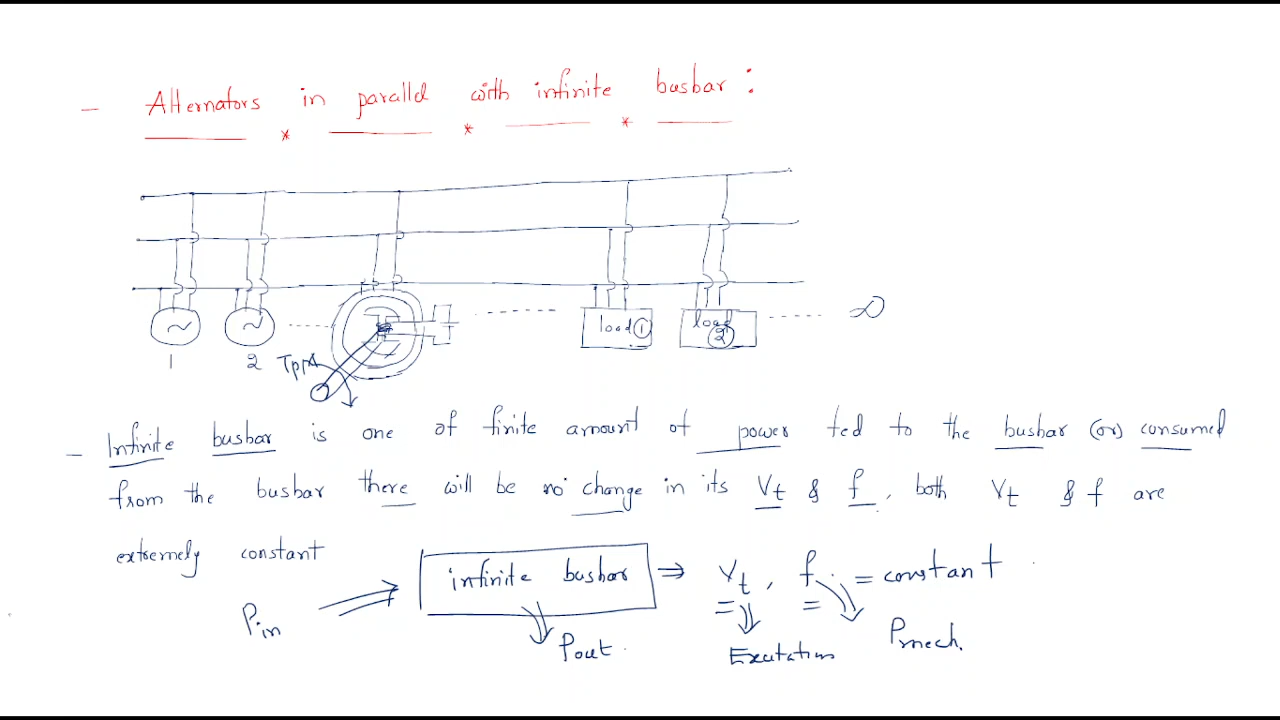 - Alternators in parallel with infinite busbar :
load ①
load ②
∞
1
2
TPM
- Infinite busbar is one of finite amount of power fed to the busbar (or) consumed
from the busbar there will be no change in its Vt & f, both Vt & f are
extremely constant
infinite busbar ⇒ Vt, f = constant
Pin
Pout
Excitation
Pmech.